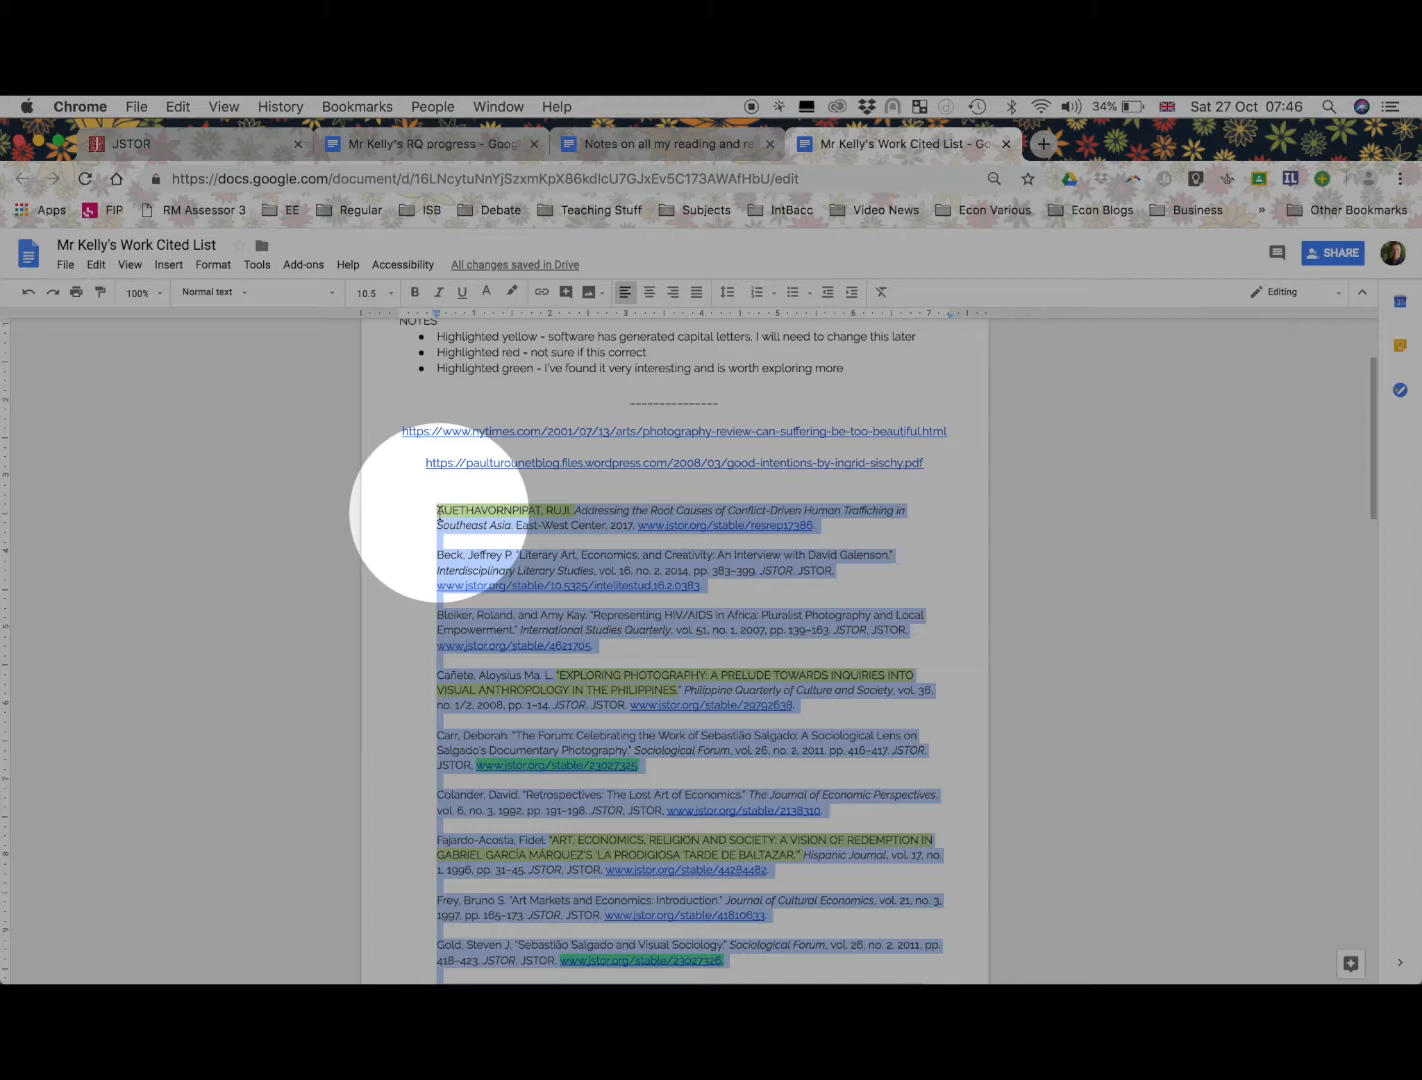 Chrome File Edit View History Bookmarks People Window Help 34% Sat 27 Oct 07:46
JSTOR Mr Kelly's RQ progress - Goog Notes on all my reading and re Mr Kelly's Work Cited List - Go
https://docs.google.com/document/d/16LNcytuNnYjSzxmKpX86kdIcU7GJxEv5C173AWAfHbU/edit
Apps FIP RM Assessor 3 EE Regular ISB Debate Teaching Stuff Subjects IntBacc Video News Econ Various Econ Blogs Business » Other Bookmarks
Mr Kelly's Work Cited List
SHARE
File Edit View Insert Format Tools Add-ons Help Accessibility All changes saved in Drive
100% Normal text 10.5 B I U A Editing
1 2 3 4 5 6 7
NOTES
Highlighted yellow = software has generated capital letters, I will need to change this later
Highlighted red = not sure if this correct
Highlighted green = I've found it very interesting and is worth exploring more
---------------
https://www.nytimes.com/2001/07/13/arts/photography-review-can-suffering-be-too-beautiful.html
https://paulturounetblog.files.wordpress.com/2008/03/good-intentions-by-ingrid-sischy.pdf
AUETHAVORNPIPAT, RUJI. Addressing the Root Causes of Conflict-Driven Human Trafficking in
Southeast Asia. East-West Center, 2017, www.jstor.org/stable/resrep17386.
Beck, Jeffrey P. "Literary Art, Economics, and Creativity: An Interview with David Galenson."
Interdisciplinary Literary Studies, vol. 16, no. 2, 2014, pp. 383–399. JSTOR, JSTOR,
www.jstor.org/stable/10.5325/intelitestud.16.2.0383.
Bleiker, Roland, and Amy Kay. "Representing HIV/AIDS in Africa: Pluralist Photography and Local
Empowerment." International Studies Quarterly, vol. 51, no. 1, 2007, pp. 139–163. JSTOR, JSTOR,
www.jstor.org/stable/4621705.
Cañete, Aloysius Ma. L. "EXPLORING PHOTOGRAPHY: A PRELUDE TOWARDS INQUIRIES INTO
VISUAL ANTHROPOLOGY IN THE PHILIPPINES." Philippine Quarterly of Culture and Society, vol. 36,
no. 1/2, 2008, pp. 1–14. JSTOR, JSTOR, www.jstor.org/stable/29792638.
Carr, Deborah. "The Forum: Celebrating the Work of Sebastião Salgado: A Sociological Lens on
Salgado's Documentary Photography." Sociological Forum, vol. 26, no. 2, 2011, pp. 416–417. JSTOR,
JSTOR, www.jstor.org/stable/23027325.
Colander, David. "Retrospectives: The Lost Art of Economics." The Journal of Economic Perspectives,
vol. 6, no. 3, 1992, pp. 191–198. JSTOR, JSTOR, www.jstor.org/stable/2138310.
Fajardo-Acosta, Fidel. "ART, ECONOMICS, RELIGION AND SOCIETY: A VISION OF REDEMPTION IN
GABRIEL GARCÍA MÁRQUEZ'S 'LA PRODIGIOSA TARDE DE BALTAZAR.'" Hispanic Journal, vol. 17, no.
1, 1996, pp. 31–45. JSTOR, JSTOR, www.jstor.org/stable/44284482.
Frey, Bruno S. "Art Markets and Economics: Introduction." Journal of Cultural Economics, vol. 21, no. 3,
1997, pp. 165–173. JSTOR, JSTOR, www.jstor.org/stable/41810633.
Gold, Steven J. "Sebastião Salgado and Visual Sociology." Sociological Forum, vol. 26, no. 2, 2011, pp.
418–423. JSTOR, JSTOR, www.jstor.org/stable/23027326.